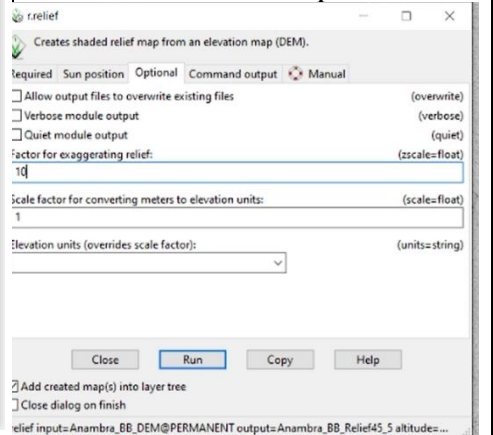 r.relief
Creates shaded relief map from an elevation map (DEM).
Required Sun position Optional Command output Manual
Allow output files to overwrite existing files (overwrite)
Verbose module output (verbose)
Quiet module output (quiet)
Factor for exaggerating relief: (zscale=float)
10
Scale factor for converting meters to elevation units: (scale=float)
1
Elevation units (overrides scale factor): (units=string)
Close Run Copy Help
Add created map(s) into layer tree
Close dialog on finish
relief input=Anambra_BB_DEM@PERMANENT output=Anambra_BB_Relief45_5 altitude=...